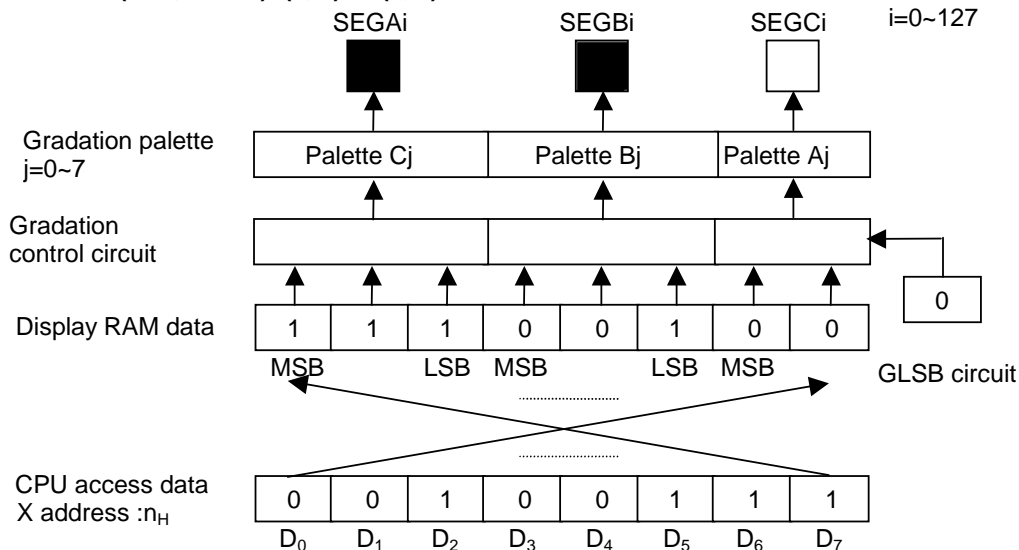 SEGAi SEGBi SEGCi i=0~127
Gradation palette
j=0~7
Palette Cj Palette Bj Palette Aj
Gradation
control circuit
0
Display RAM data 1 1 1 0 0 1 0 0
MSB LSB MSB LSB MSB
GLSB circuit
CPU access data
X address :nH
0 0 1 0 0 1 1 1
D0 D1 D2 D3 D4 D5 D6 D7